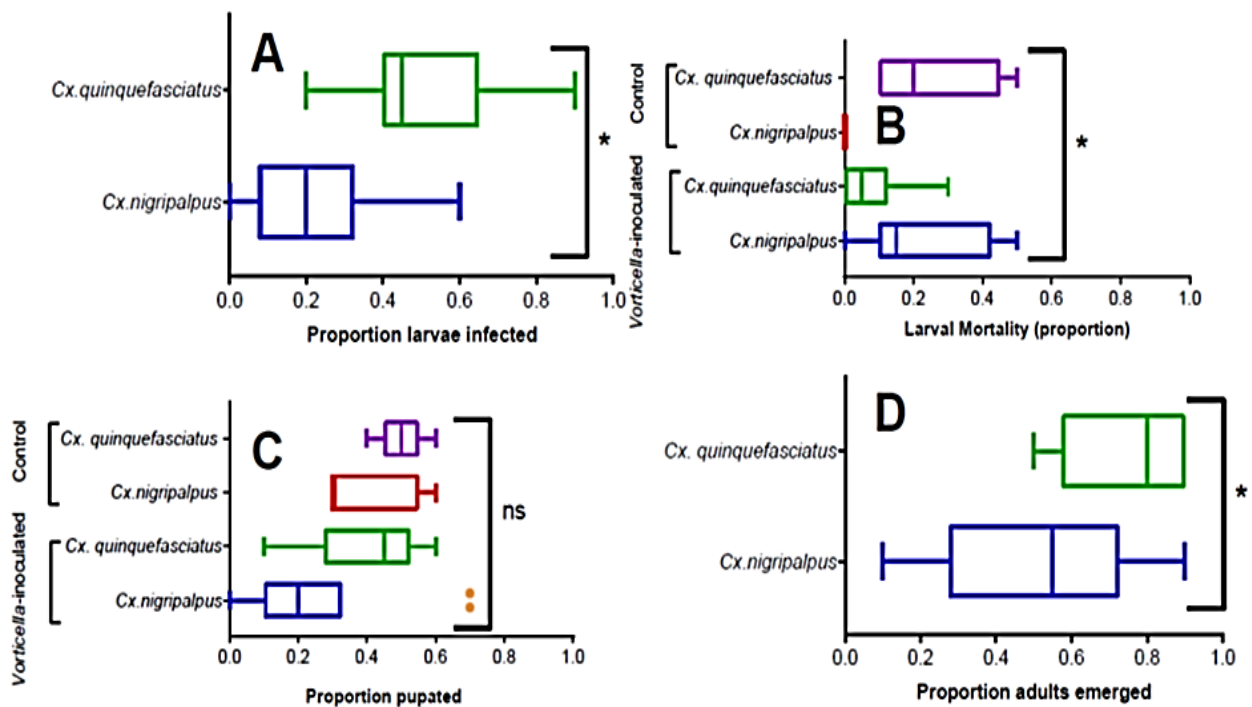 A
Cx.quinquefasciatus
Cx.nigripalpus
*
0.0 0.2 0.4 0.6 0.8 1.0
Proportion larvae infected
B
Control
Cx. quinquefasciatus
Cx.nigripalpus
Vorticella-inoculated
Cx.quinquefasciatus
Cx.nigripalpus
*
0.0 0.2 0.4 0.6 0.8 1.0
Larval Mortality (proportion)
C
Control
Cx. quinquefasciatus
Cx.nigripalpus
Vorticella-inoculated
Cx. quinquefasciatus
Cx.nigripalpus
ns
0.0 0.2 0.4 0.6 0.8 1.0
Proportion pupated
D
Cx. quinquefasciatus
Cx.nigripalpus
*
0.0 0.2 0.4 0.6 0.8 1.0
Proportion adults emerged